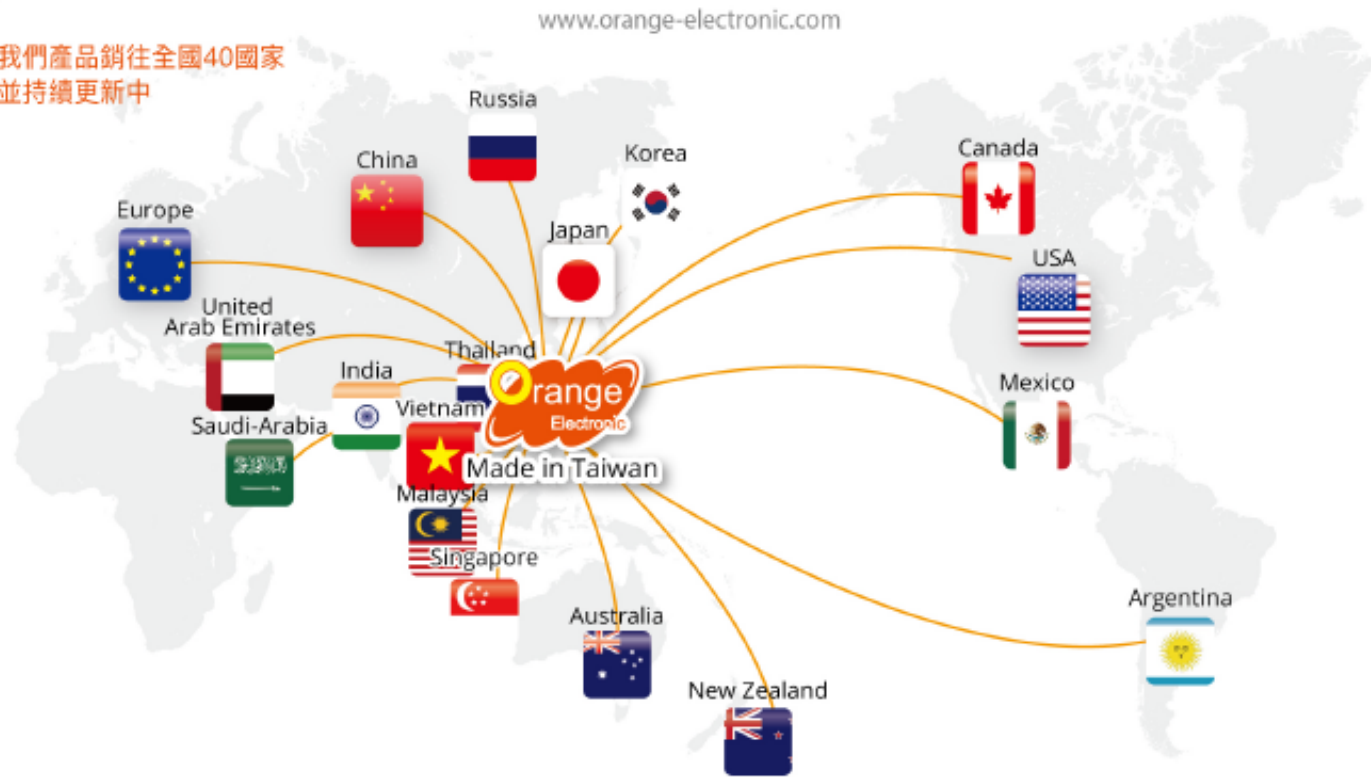 www.orange-electronic.com
我們產品銷往全國40國家
並持續更新中
Russia
Korea
China
Canada
Europe
Japan
USA
United
Arab Emirates
Thailand
India
Mexico
Orange
Vietnam
Electronic
Saudi-Arabia
Made in Taiwan
Malaysia
Singapore
Argentina
Australia
New Zealand